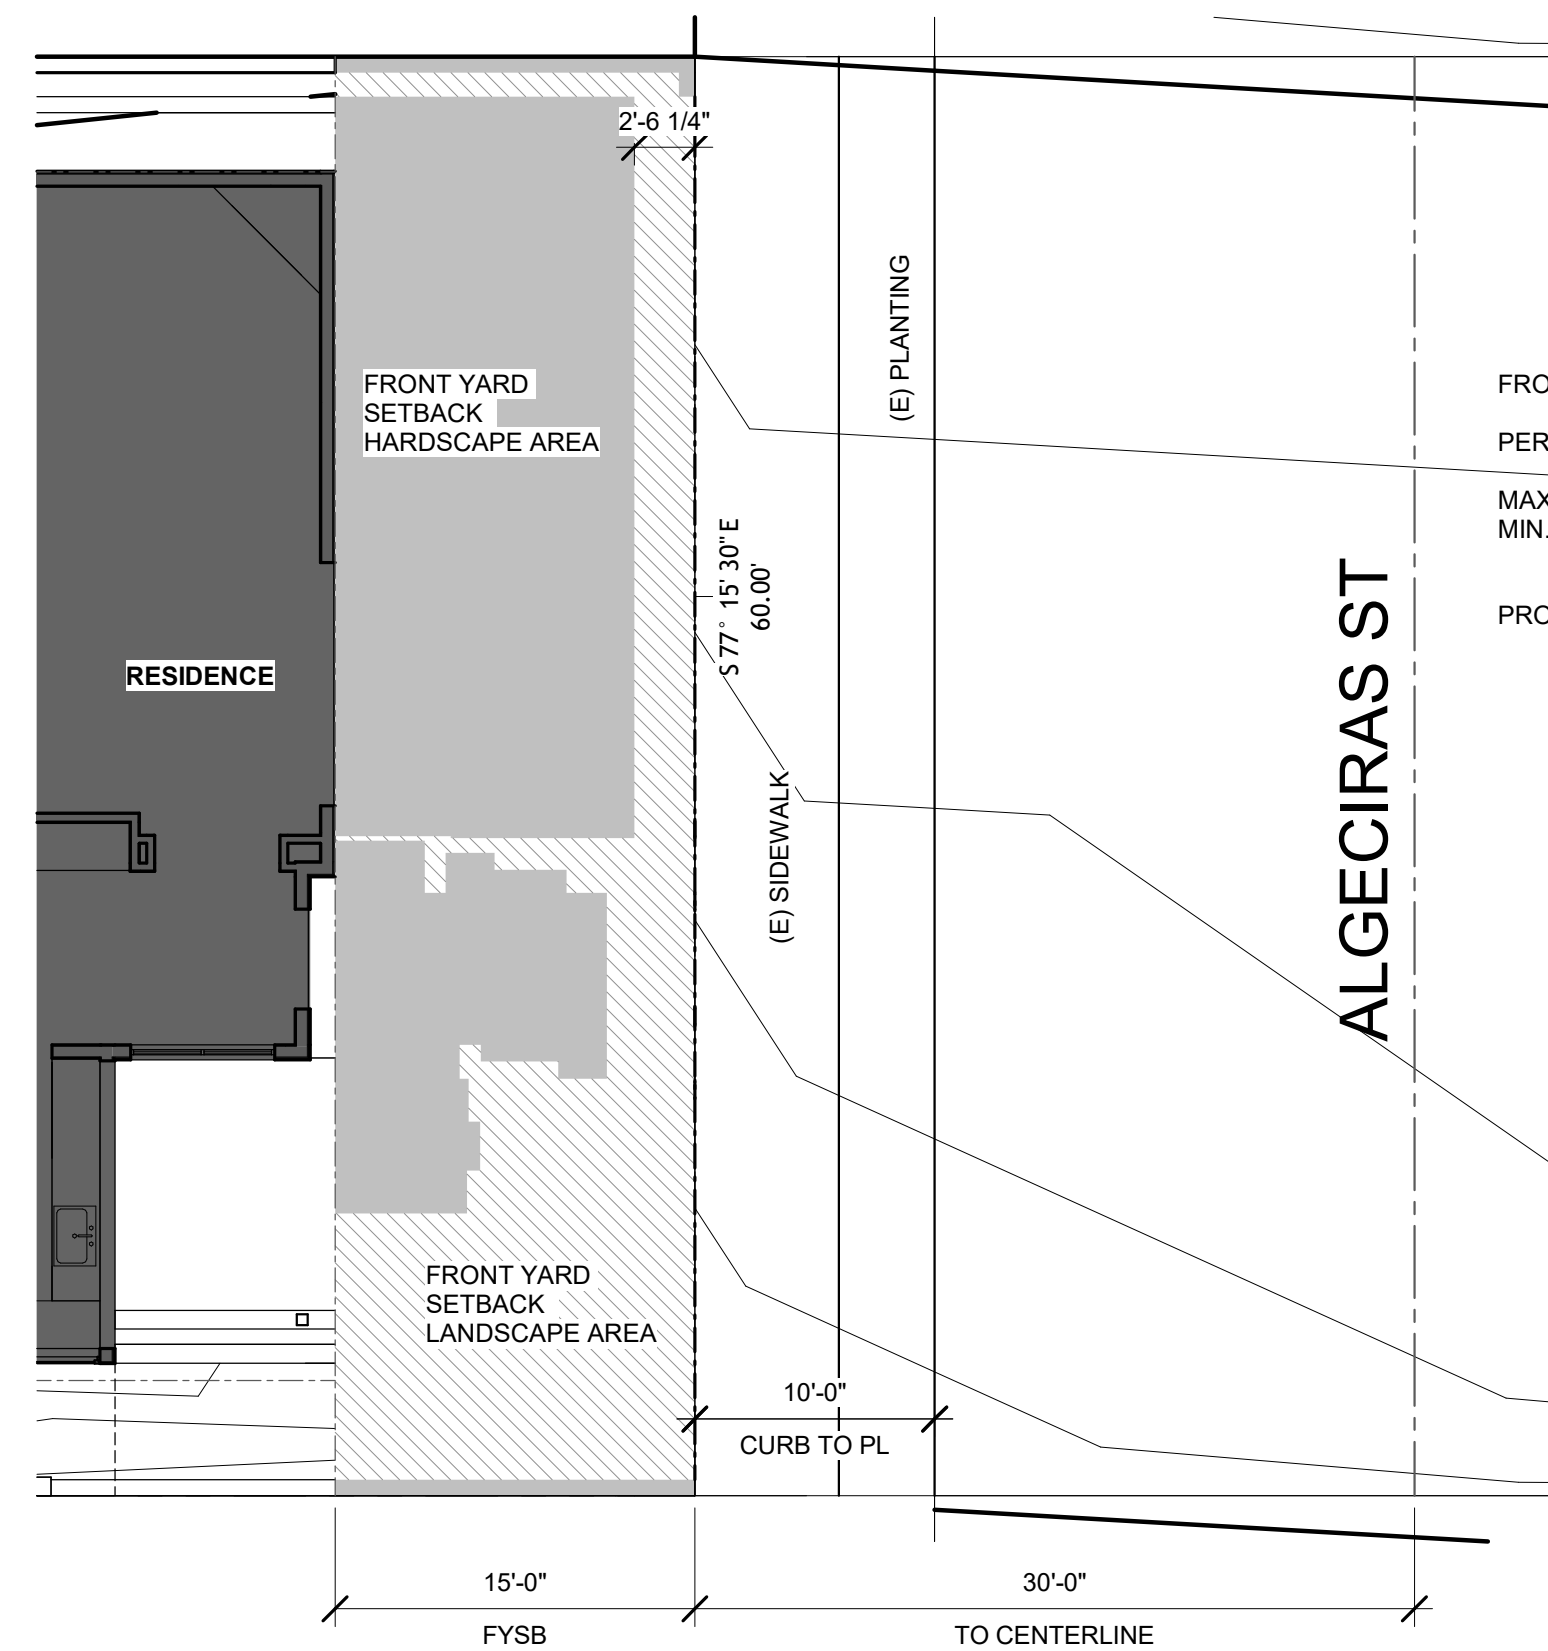 2'-6 1/4"
(E) PLANTING
FRONT YARD
SETBACK
HARDSCAPE AREA
FRO
PER
MAX
MIN.
PRO
S 77° 15' 30" E
60.00'
ALGECIRAS ST
RESIDENCE
(E) SIDEWALK
FRONT YARD
SETBACK
LANDSCAPE AREA
10'-0"
CURB TO PL
15'-0"
FYSB
30'-0"
TO CENTERLINE